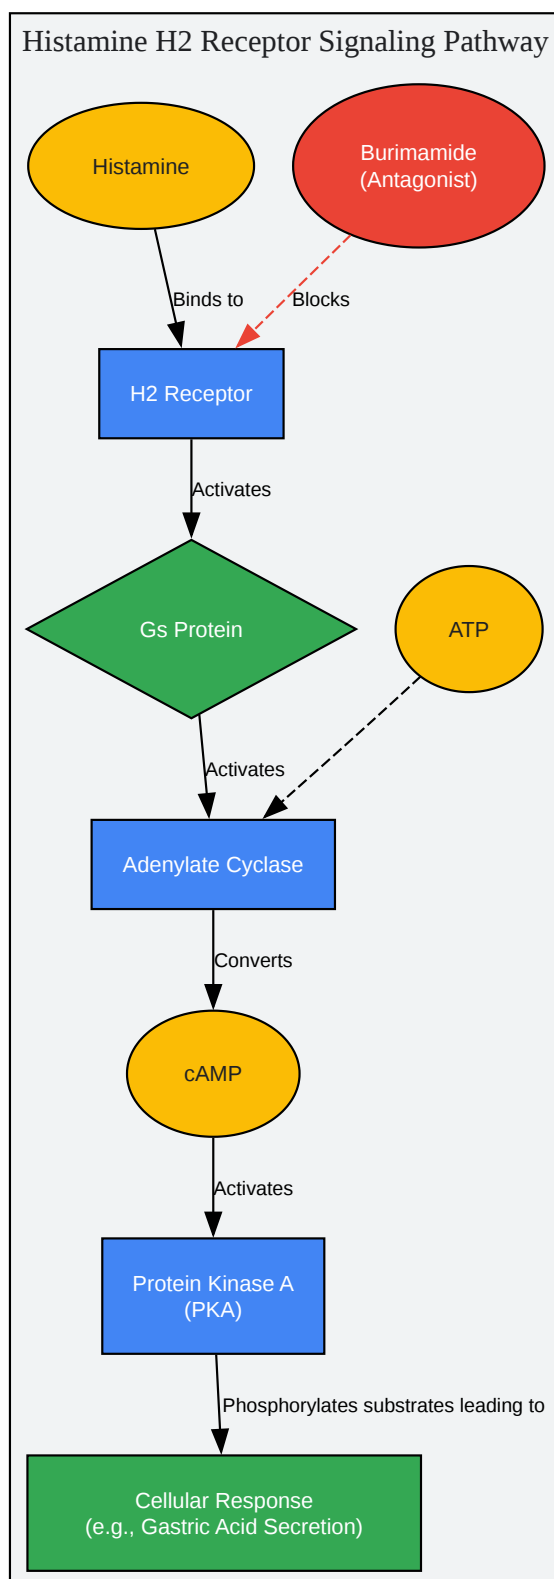 Histamine H2 Receptor Signaling Pathway
Histamine
Burimamide
(Antagonist)
Binds to
Blocks
H2 Receptor
Activates
Gs Protein
ATP
Activates
Adenylate Cyclase
Converts
cAMP
Activates
Protein Kinase A
(PKA)
Phosphorylates substrates leading to
Cellular Response
(e.g., Gastric Acid Secretion)